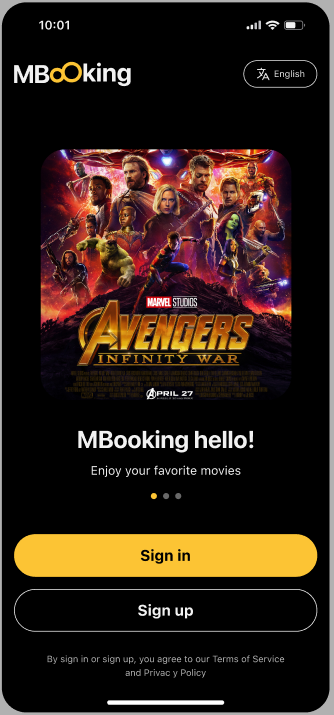 10:01
MBooking
English
MARVEL STUDIOS
AVENGERS
INFINITY WAR
APRIL 27
MBooking hello!
Enjoy your favorite movies
Sign in
Sign up
By sign in or sign up, you agree to our Terms of Service
and Privac y Policy